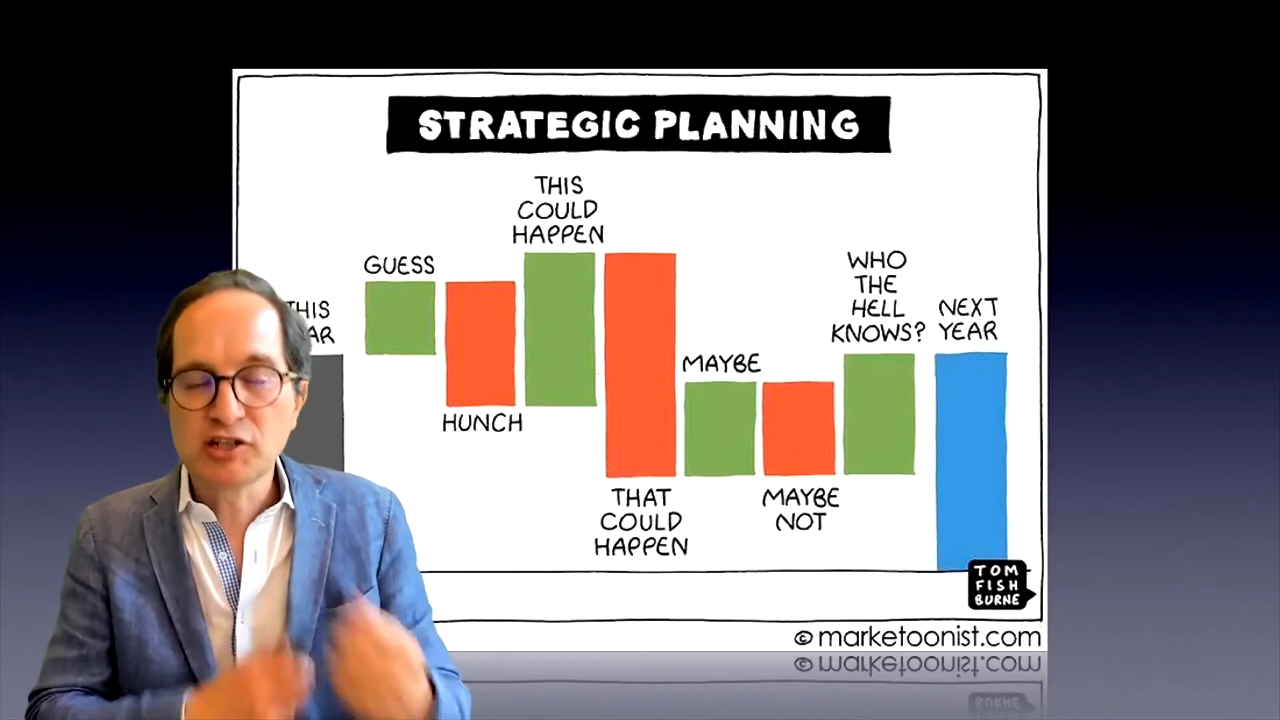 STRATEGIC PLANNING
THIS
COULD
HAPPEN
GUESS
WHO
THE
HELL
KNOWS?
NEXT
YEAR
THIS
MAYBE
HUNCH
THAT
COULD
HAPPEN
MAYBE
NOT
TOM
FISH
BURNE
© marketoonist.com